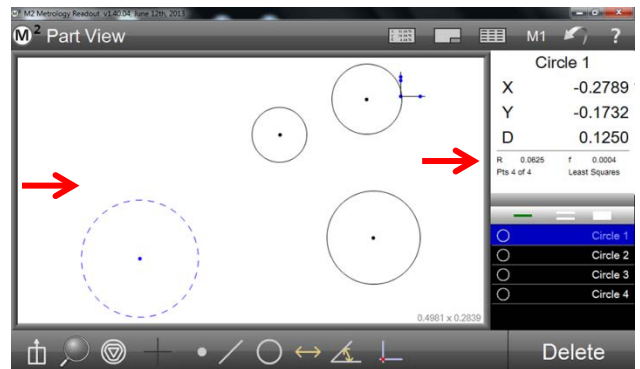 M2 Metrology Readout v1.40.04 June 12th, 2013
M² Part View M1 ?
Circle 1
X -0.2789
Y -0.1732
D 0.1250
R 0.0625 f 0.0004
Pts 4 of 4 Least Squares
Circle 1
Circle 2
Circle 3
Circle 4
0.4981 x 0.2839
Delete